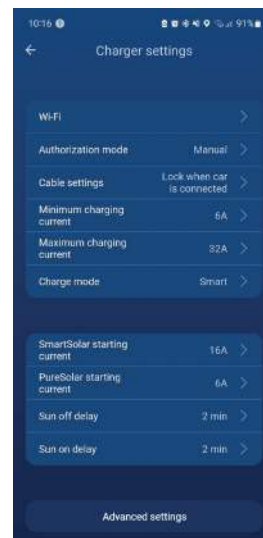 10:16
91%
Charger settings
Wi-Fi
Authorization mode Manual
Cable settings Lock when car is connected
Minimum charging current 6A
Maximum charging current 32A
Charge mode Smart
SmartSolar starting current 16A
PureSolar starting current 6A
Sun off delay 2 min
Sun on delay 2 min
Advanced settings